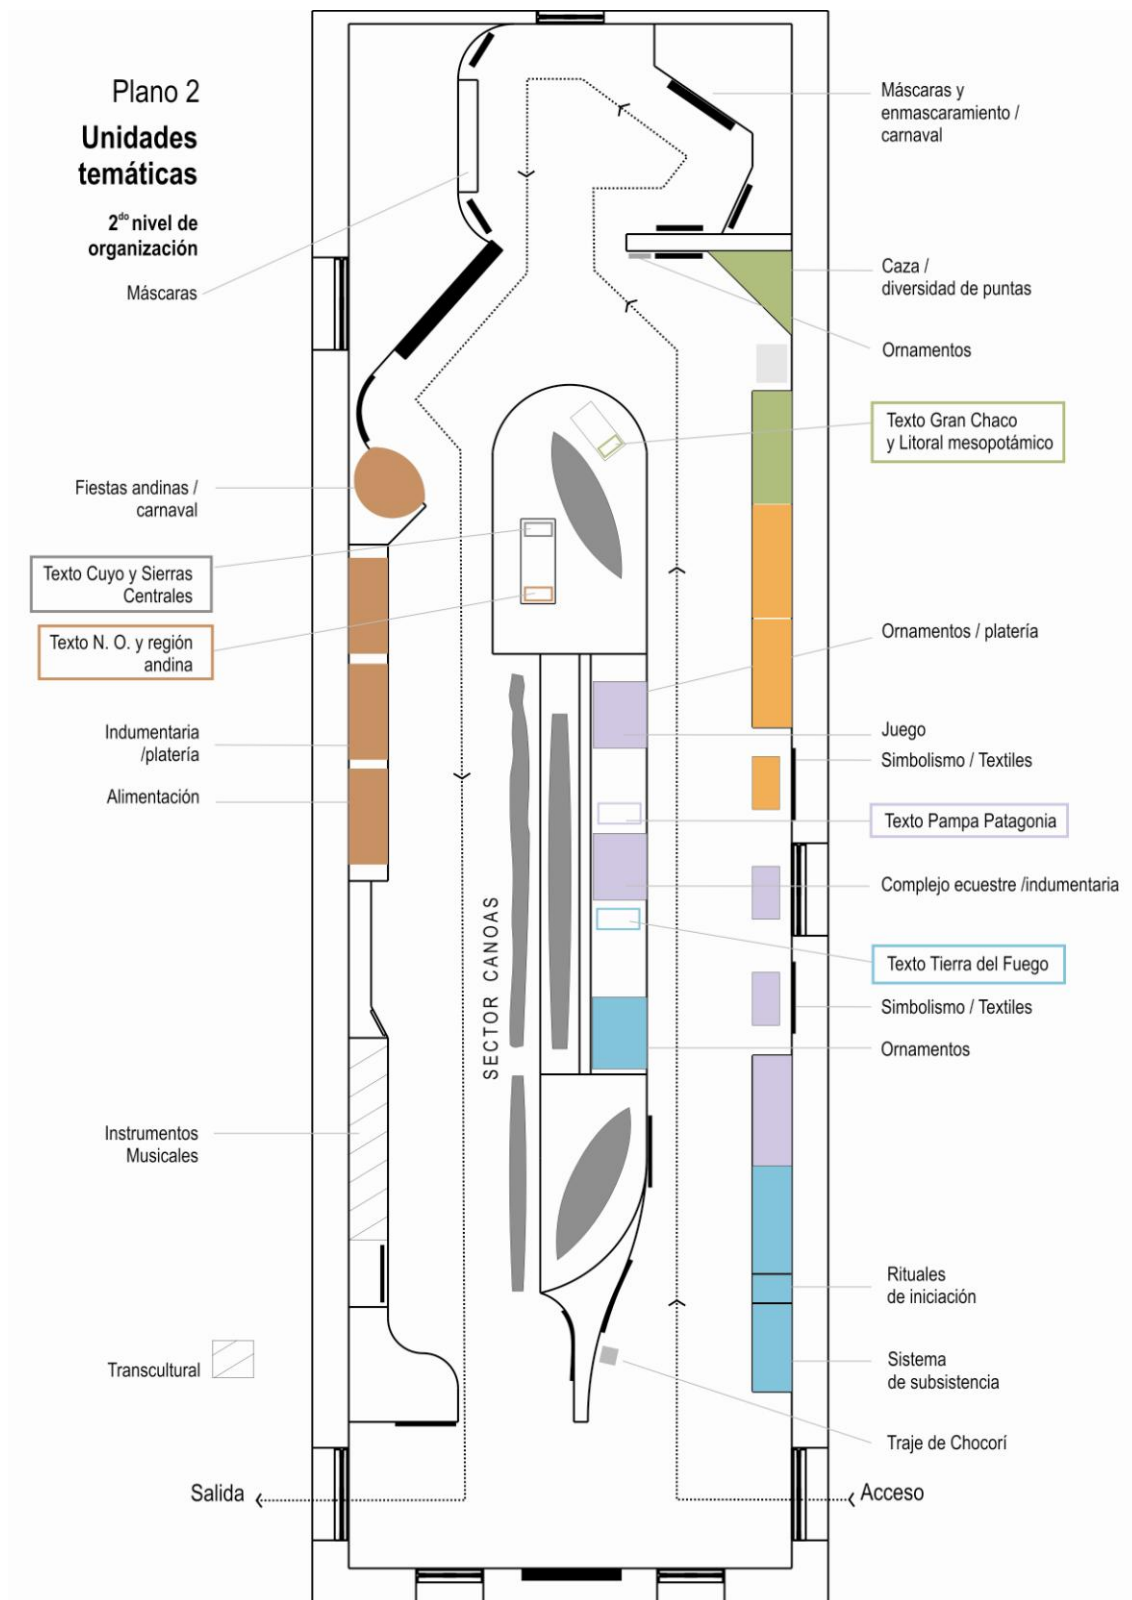 Plano 2
Unidades
temáticas
2do nivel de
organización
Máscaras
Fiestas andinas /
carnaval
Texto Cuyo y Sierras
Centrales
Texto N. O. y región
andina
Indumentaria
/platería
Alimentación
SECTOR CANOAS
Instrumentos
Musicales
Transcultural
Salida
Máscaras y
enmascaramiento /
carnaval
Caza /
diversidad de puntas
Ornamentos
Texto Gran Chaco
y Litoral mesopotámico
Ornamentos / platería
Juego
Simbolismo / Textiles
Texto Pampa Patagonia
Complejo ecuestre /indumentaria
Texto Tierra del Fuego
Simbolismo / Textiles
Ornamentos
Rituales
de iniciación
Sistema
de subsistencia
Traje de Chocorí
Acceso